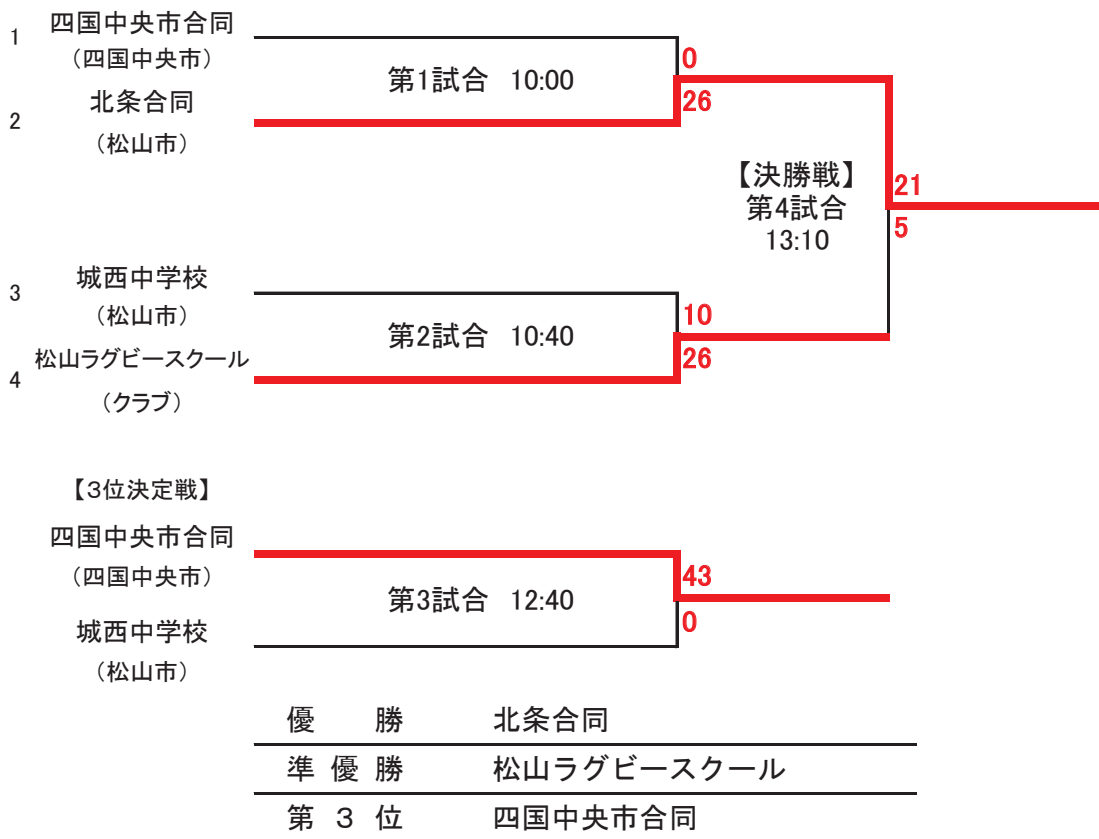 1 四国中央市合同
（四国中央市）
第1試合 10:00
0
26
2 北条合同
（松山市）
【決勝戦】
第4試合
13:10
21
5
3 城西中学校
（松山市）
第2試合 10:40
10
26
4 松山ラグビースクール
（クラブ）
【３位決定戦】
四国中央市合同
（四国中央市）
第3試合 12:40
43
0
城西中学校
（松山市）
優勝 北条合同
準優勝 松山ラグビースクール
第３位 四国中央市合同